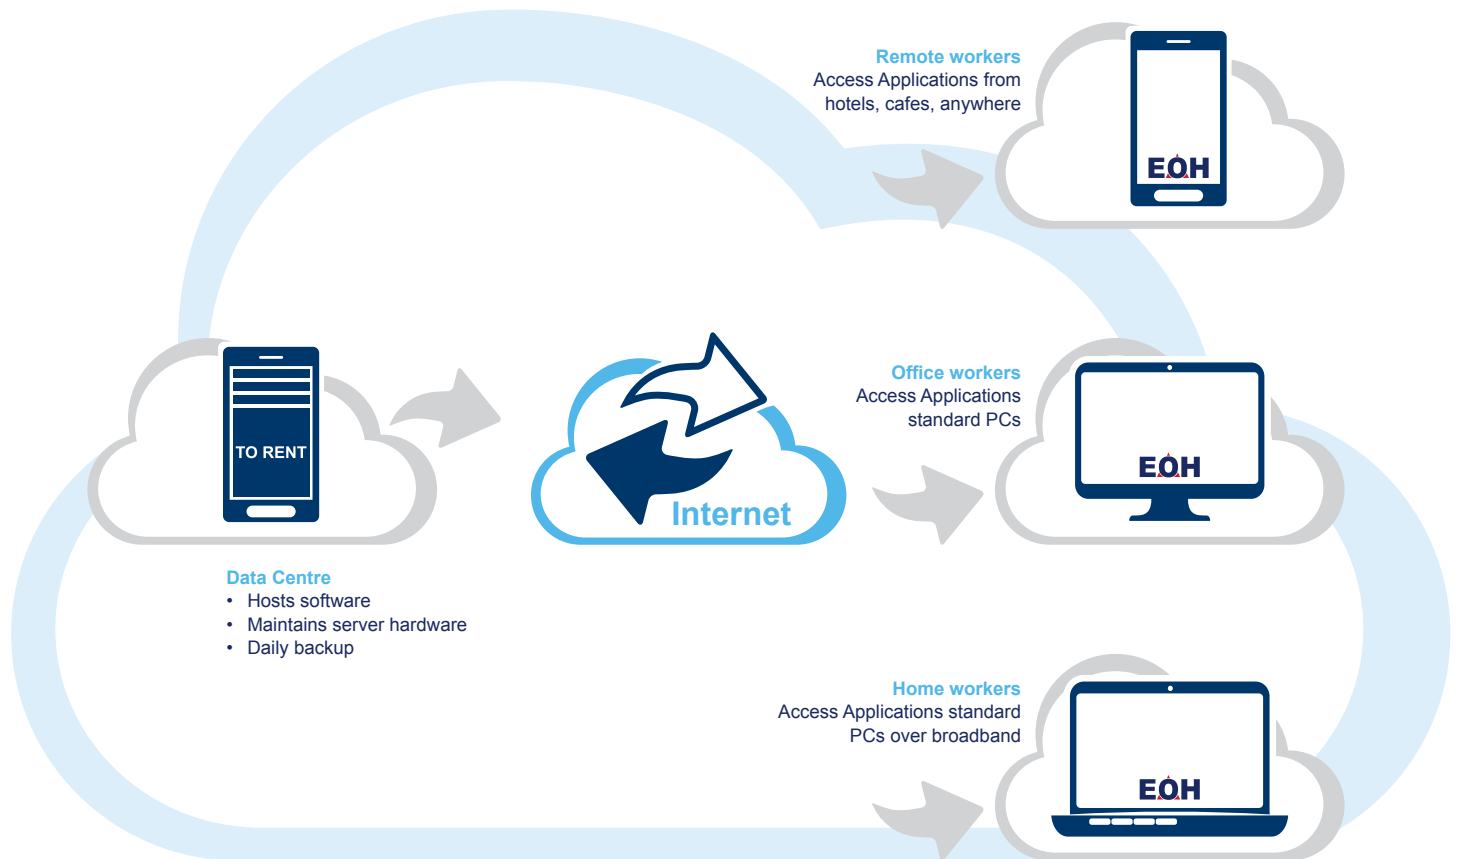 Remote workers
Access Applications from
hotels, cafes, anywhere
EOH
TO RENT
Internet
Office workers
Access Applications
standard PCs
EOH
Data Centre
• Hosts software
• Maintains server hardware
• Daily backup
Home workers
Access Applications standard
PCs over broadband
EOH